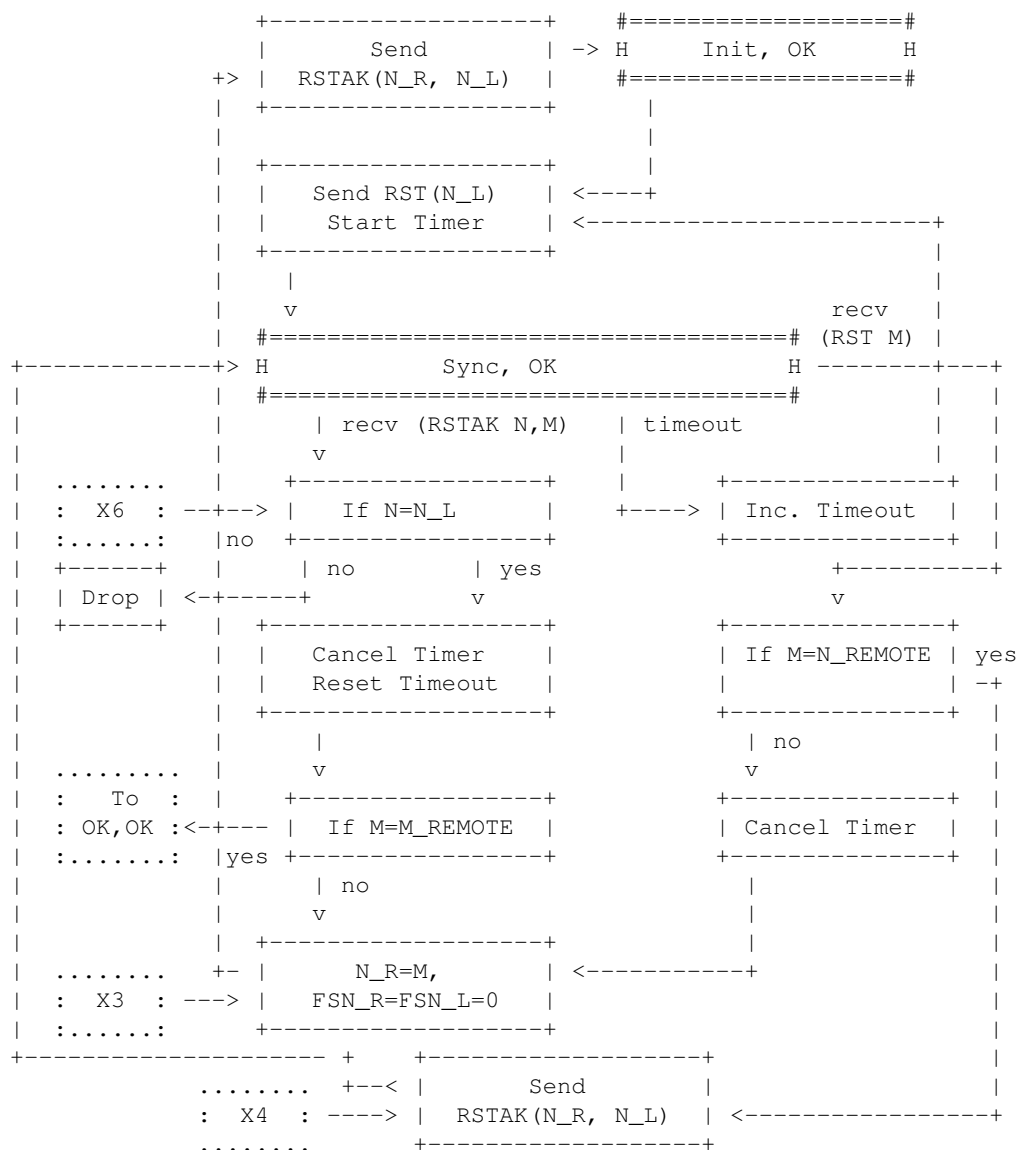 Send Init, OK
RSTAK(N_R, N_L)
Send RST(N_L)
Start Timer
recv
(RST M)
Sync, OK
recv (RSTAK N,M) timeout
X6 If N=N_L Inc. Timeout
no
no yes
Drop
Cancel Timer If M=N_REMOTE yes
Reset Timeout
no
To
OK,OK If M=M_REMOTE Cancel Timer
yes
no
N_R=M,
X3 FSN_R=FSN_L=0
Send
X4 RSTAK(N_R, N_L)